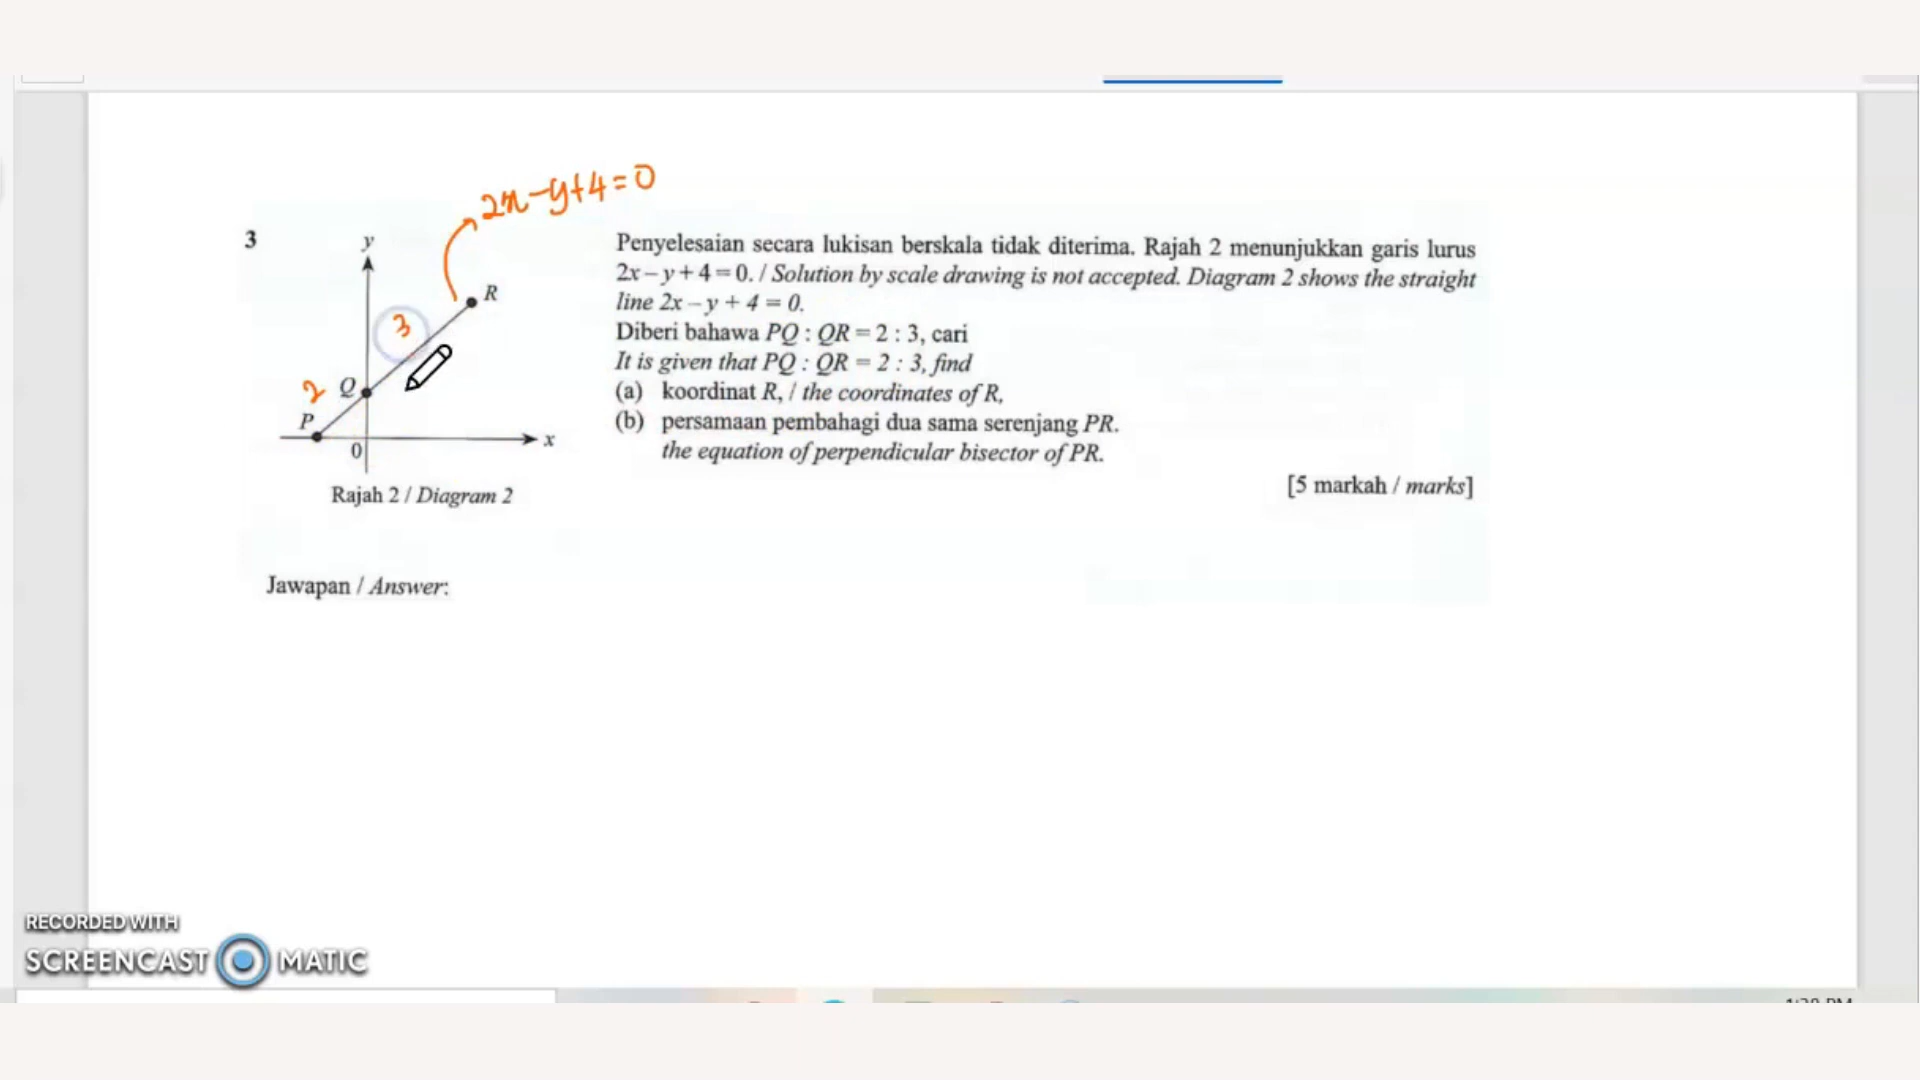 2x-y+4=0
3
y
Penyelesaian secara lukisan berskala tidak diterima. Rajah 2 menunjukkan garis lurus
2x – y + 4 = 0. / Solution by scale drawing is not accepted. Diagram 2 shows the straight
line 2x – y + 4 = 0.
R
3
Diberi bahawa PQ : QR = 2 : 3, cari
It is given that PQ : QR = 2 : 3, find
2
Q
(a) koordinat R, / the coordinates of R,
P
(b) persamaan pembahagi dua sama serenjang PR.
the equation of perpendicular bisector of PR.
0
x
[5 markah / marks]
Rajah 2 / Diagram 2
Jawapan / Answer:
RECORDED WITH
SCREENCAST MATIC